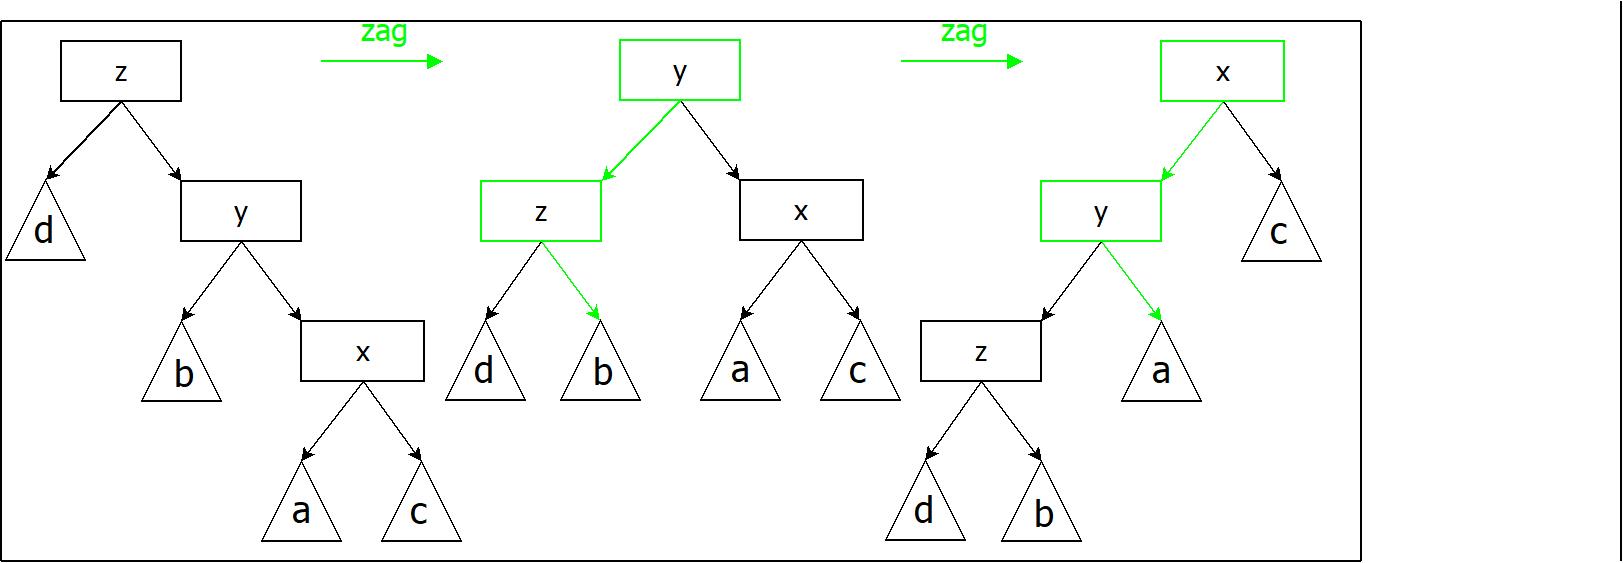 zag zag
z y x
d y z x y c
b x d b a c z a
a c d b